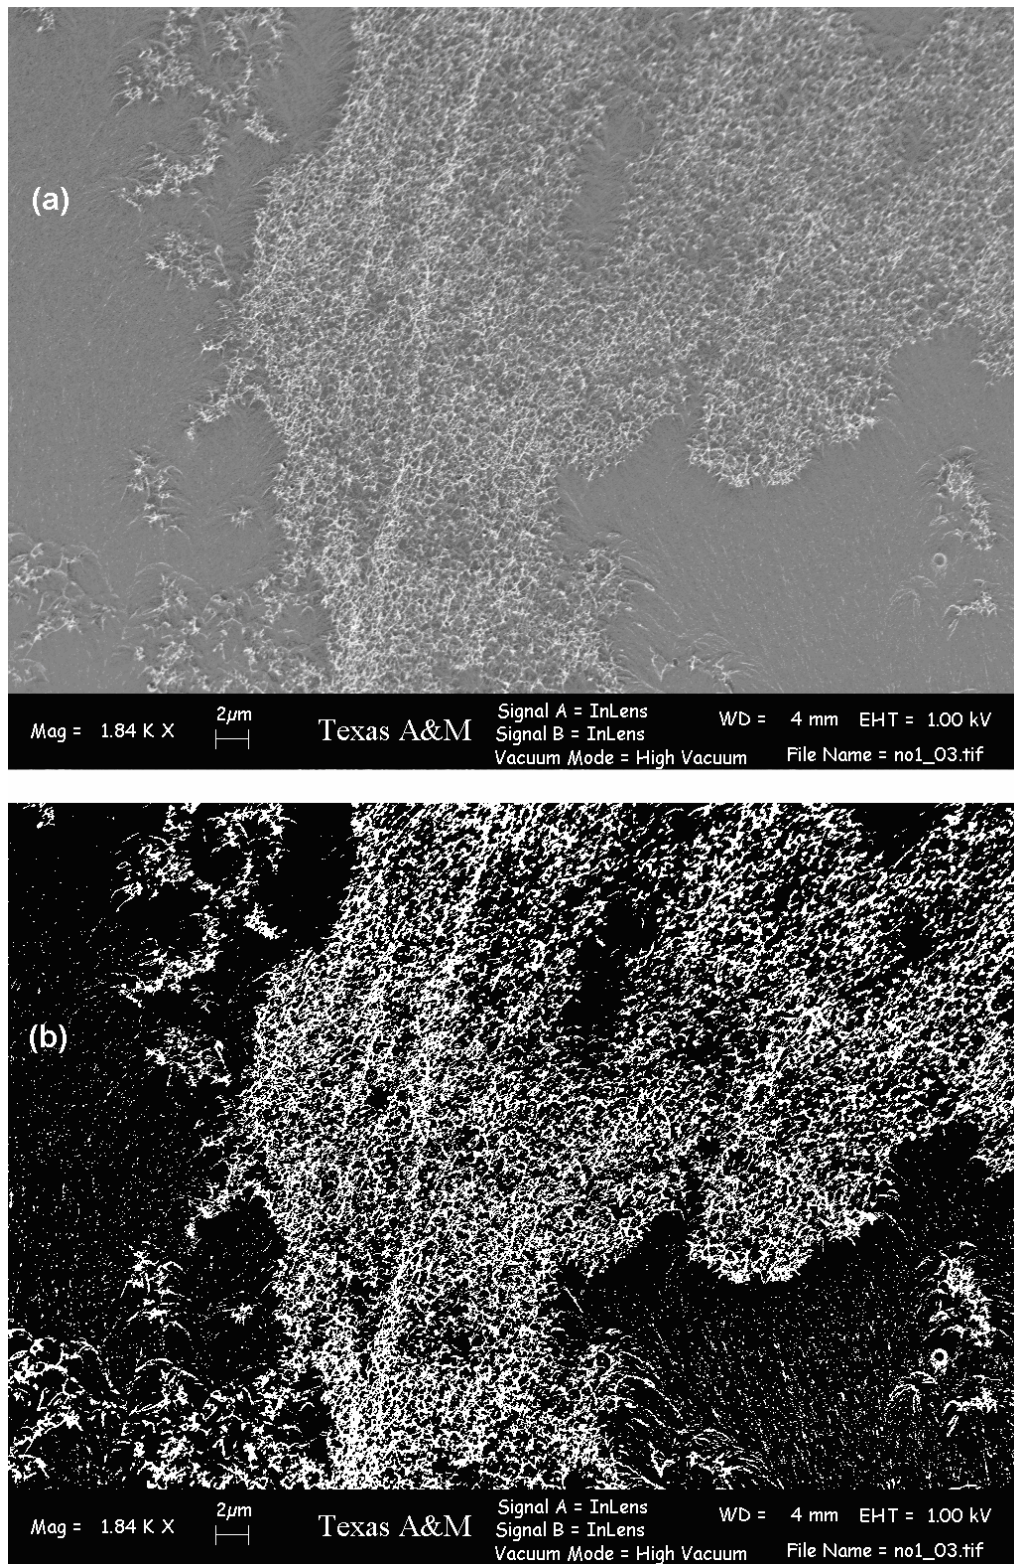 (a)
Mag = 1.84 K X 2µm Texas A&M Signal A = InLens WD = 4 mm EHT = 1.00 kV
Signal B = InLens
Vacuum Mode = High Vacuum File Name = no1_03.tif
(b)
Mag = 1.84 K X 2µm Texas A&M Signal A = InLens WD = 4 mm EHT = 1.00 kV
Signal B = InLens
Vacuum Mode = High Vacuum File Name = no1_03.tif